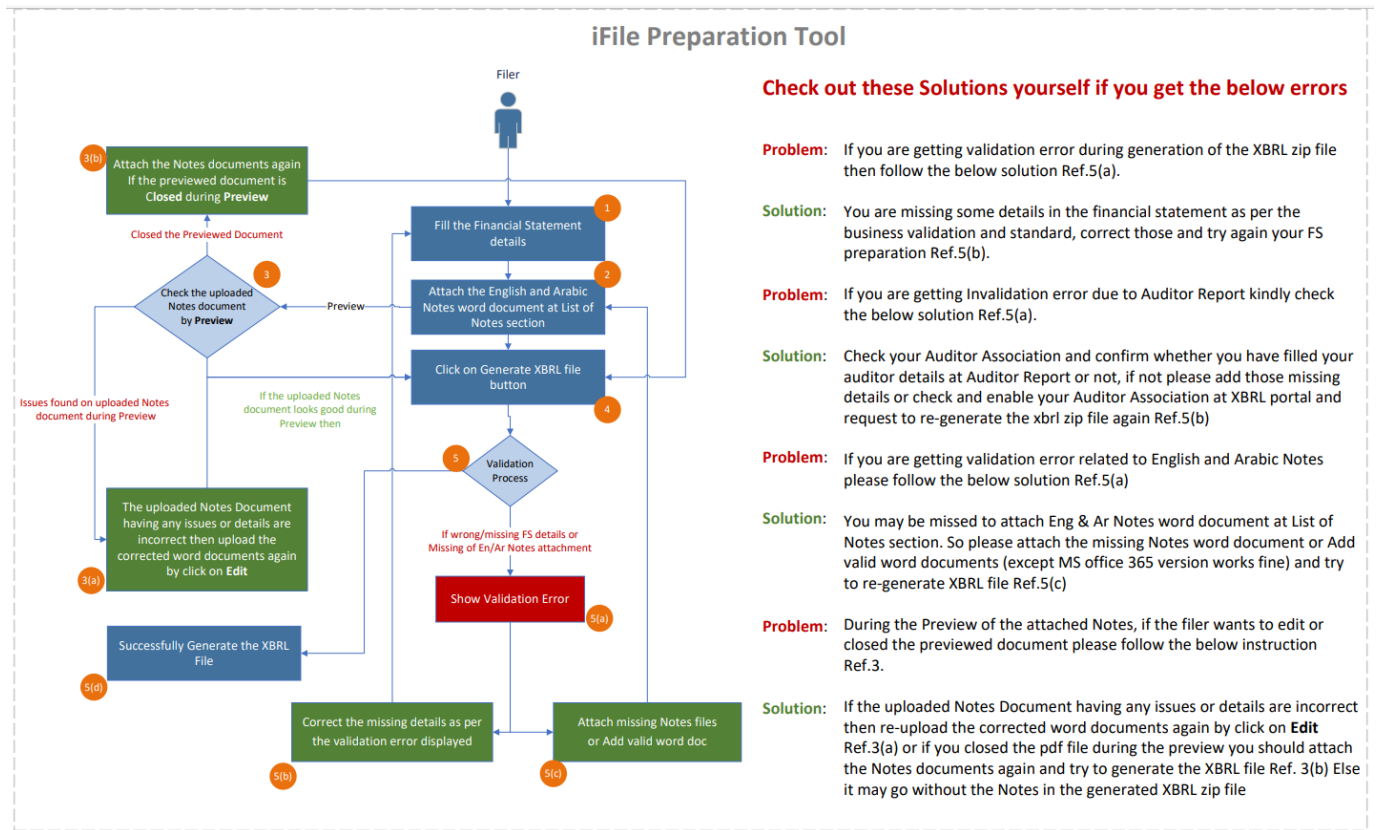 iFile Preparation Tool
Filer
3(b)
Attach the Notes documents again
If the previewed document is
Closed during Preview
Closed the Previewed Document
1
Fill the Financial Statement
details
2
Attach the English and Arabic
Notes word document at List of
Notes section
Preview
3
Check the uploaded
Notes document
by Preview
Click on Generate XBRL file
button
4
Issues found on uploaded Notes
document during Preview
If the uploaded Notes
document looks good during
Preview then
5
Validation
Process
The uploaded Notes Document
having any issues or details are
incorrect then upload the
corrected word documents again
by click on Edit
3(a)
If wrong/missing FS details or
Missing of En/Ar Notes attachment
Show Validation Error
5(a)
Successfully Generate the XBRL
File
5(d)
Correct the missing details as per
the validation error displayed
5(b)
Attach missing Notes files
or Add valid word doc
5(c)
Check out these Solutions yourself if you get the below errors
Problem: If you are getting validation error during generation of the XBRL zip file
then follow the below solution Ref.5(a).
Solution: You are missing some details in the financial statement as per the
business validation and standard, correct those and try again your FS
preparation Ref.5(b).
Problem: If you are getting Invalidation error due to Auditor Report kindly check
the below solution Ref.5(a).
Solution: Check your Auditor Association and confirm whether you have filled your
auditor details at Auditor Report or not, if not please add those missing
details or check and enable your Auditor Association at XBRL portal and
request to re-generate the xbrl zip file again Ref.5(b)
Problem: If you are getting validation error related to English and Arabic Notes
please follow the below solution Ref.5(a)
Solution: You may be missed to attach Eng & Ar Notes word document at List of
Notes section. So please attach the missing Notes word document or Add
valid word documents (except MS office 365 version works fine) and try
to re-generate XBRL file Ref.5(c)
Problem: During the Preview of the attached Notes, if the filer wants to edit or
closed the previewed document please follow the below instruction
Ref.3.
Solution: If the uploaded Notes Document having any issues or details are incorrect
then re-upload the corrected word documents again by click on Edit
Ref.3(a) or if you closed the pdf file during the preview you should attach
the Notes documents again and try to generate the XBRL file Ref. 3(b) Else
it may go without the Notes in the generated XBRL zip file